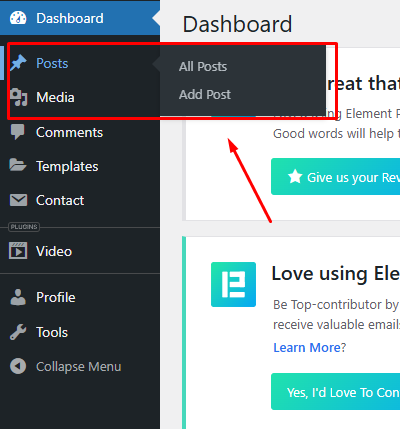 Dashboard
Dashboard
Posts
All Posts
Add Post
Media
Comments
Templates
Contact
PLUGINS
Video
Profile
Tools
Collapse Menu
reat that
Element P
Good words will help t
Give us your Rev
Love using Ele
Be Top-contributor by
receive valuable emails
Learn More?
Yes, I'd Love To Con